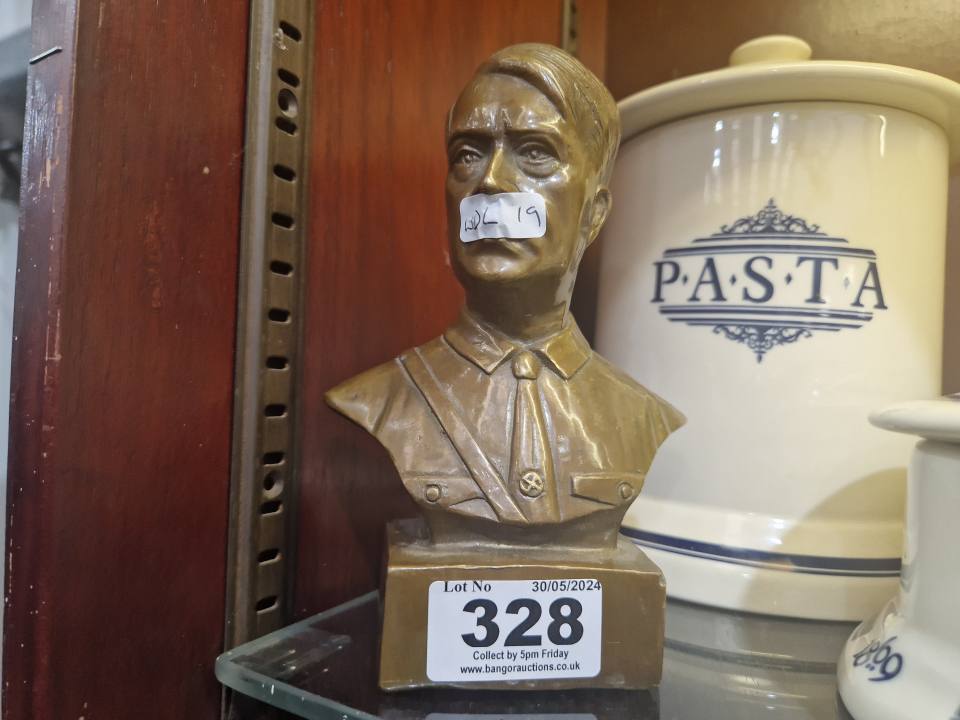 WDL 19
P·A·S·T·A
Lot No 30/05/2024
328
Collect by 5pm Friday
www.bangorauctions.co.uk